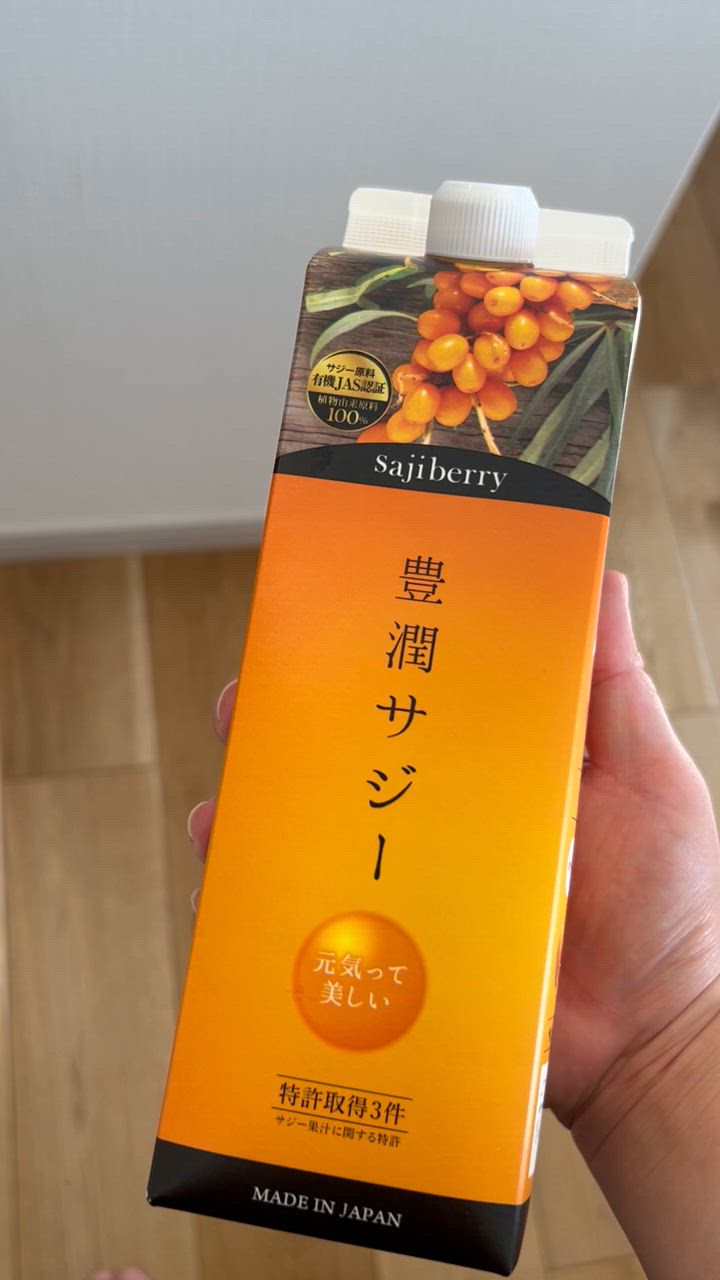 サジー原料
有機JAS認証
植物由来原料
100%
sajiberry
豊潤サジー
元気って
美しい
特許取得3件
サジー果汁に関する特許
MADE IN JAPAN